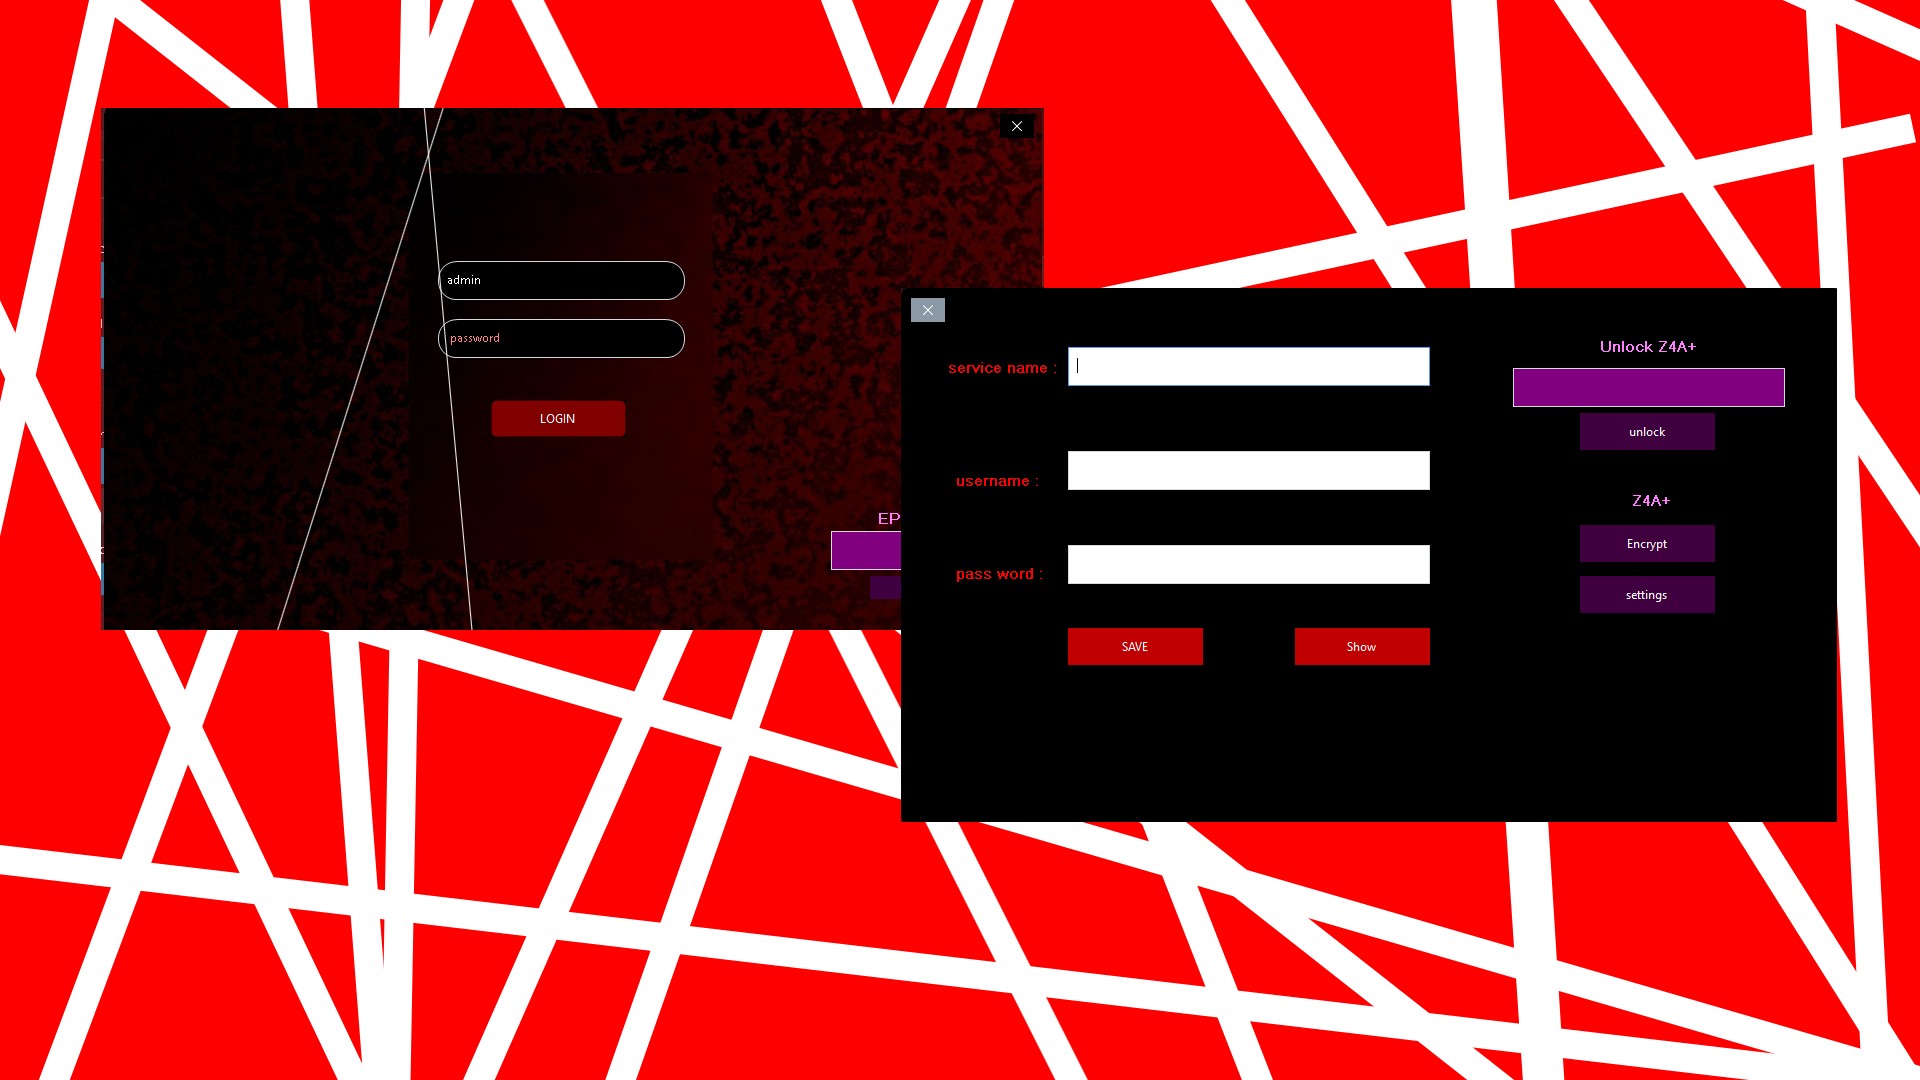 admin
password
LOGIN
EP
service name :
username :
pass word :
SAVE
Show
Unlock Z4A+
unlock
Z4A+
Encrypt
settings